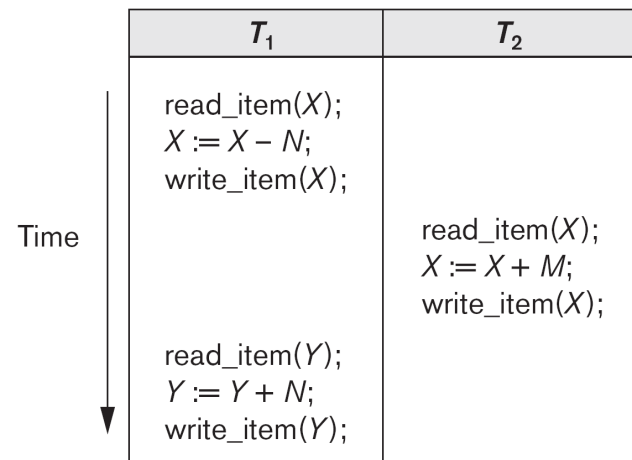 T1 T2
read_item(X);
X := X – N;
write_item(X);
Time
read_item(X);
X := X + M;
write_item(X);
read_item(Y);
Y := Y + N;
write_item(Y);